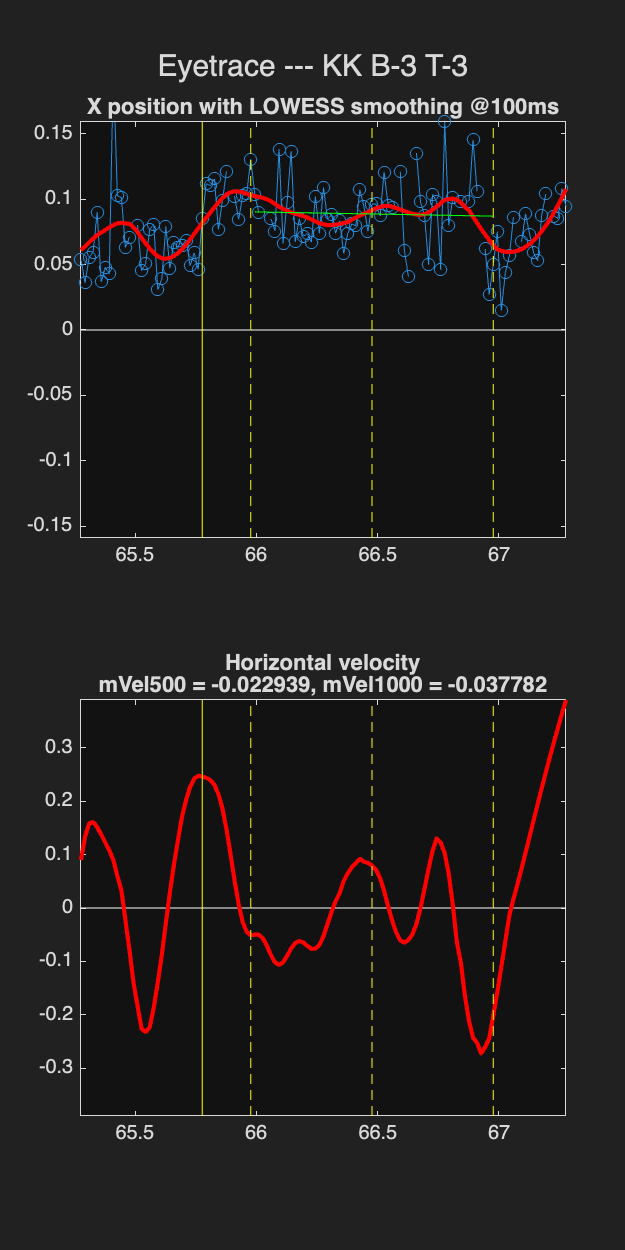 Eyetrace --- KK B-3 T-3
X position with LOWESS smoothing @100ms
0.15
0.1
0.05
0
-0.05
-0.1
-0.15
65.5 66 66.5 67
Horizontal velocity
mVel500 = -0.022939, mVel1000 = -0.037782
0.3
0.2
0.1
0
-0.1
-0.2
-0.3
65.5 66 66.5 67